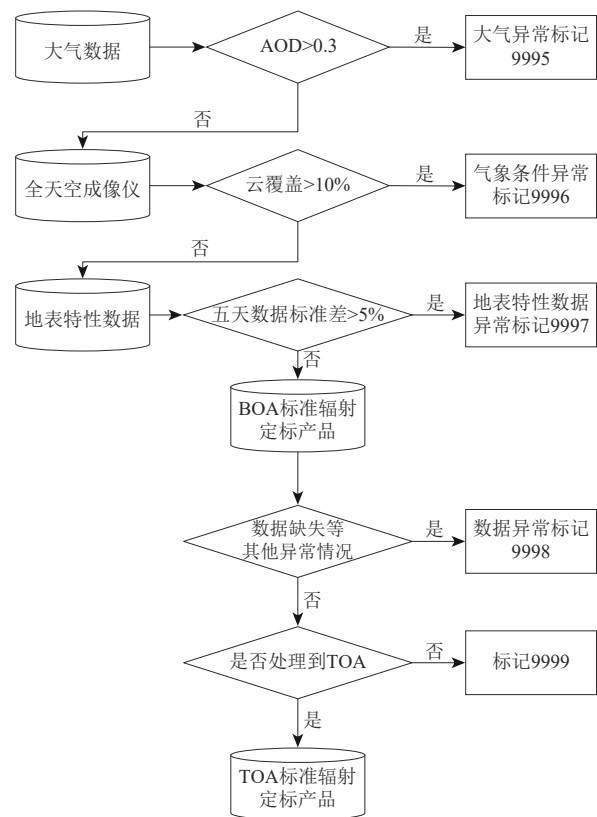 大气数据
AOD>0.3
是
大气异常标记
9995
否
全天空成像仪
云覆盖>10%
是
气象条件异常
标记9996
否
地表特性数据
五天数据标准差>5%
是
地表特性数据
异常标记9997
否
BOA标准辐射
定标产品
数据缺失等
其他异常情况
是
数据异常标记
9998
否
是否处理到TOA
否
标记9999
是
TOA标准辐射
定标产品